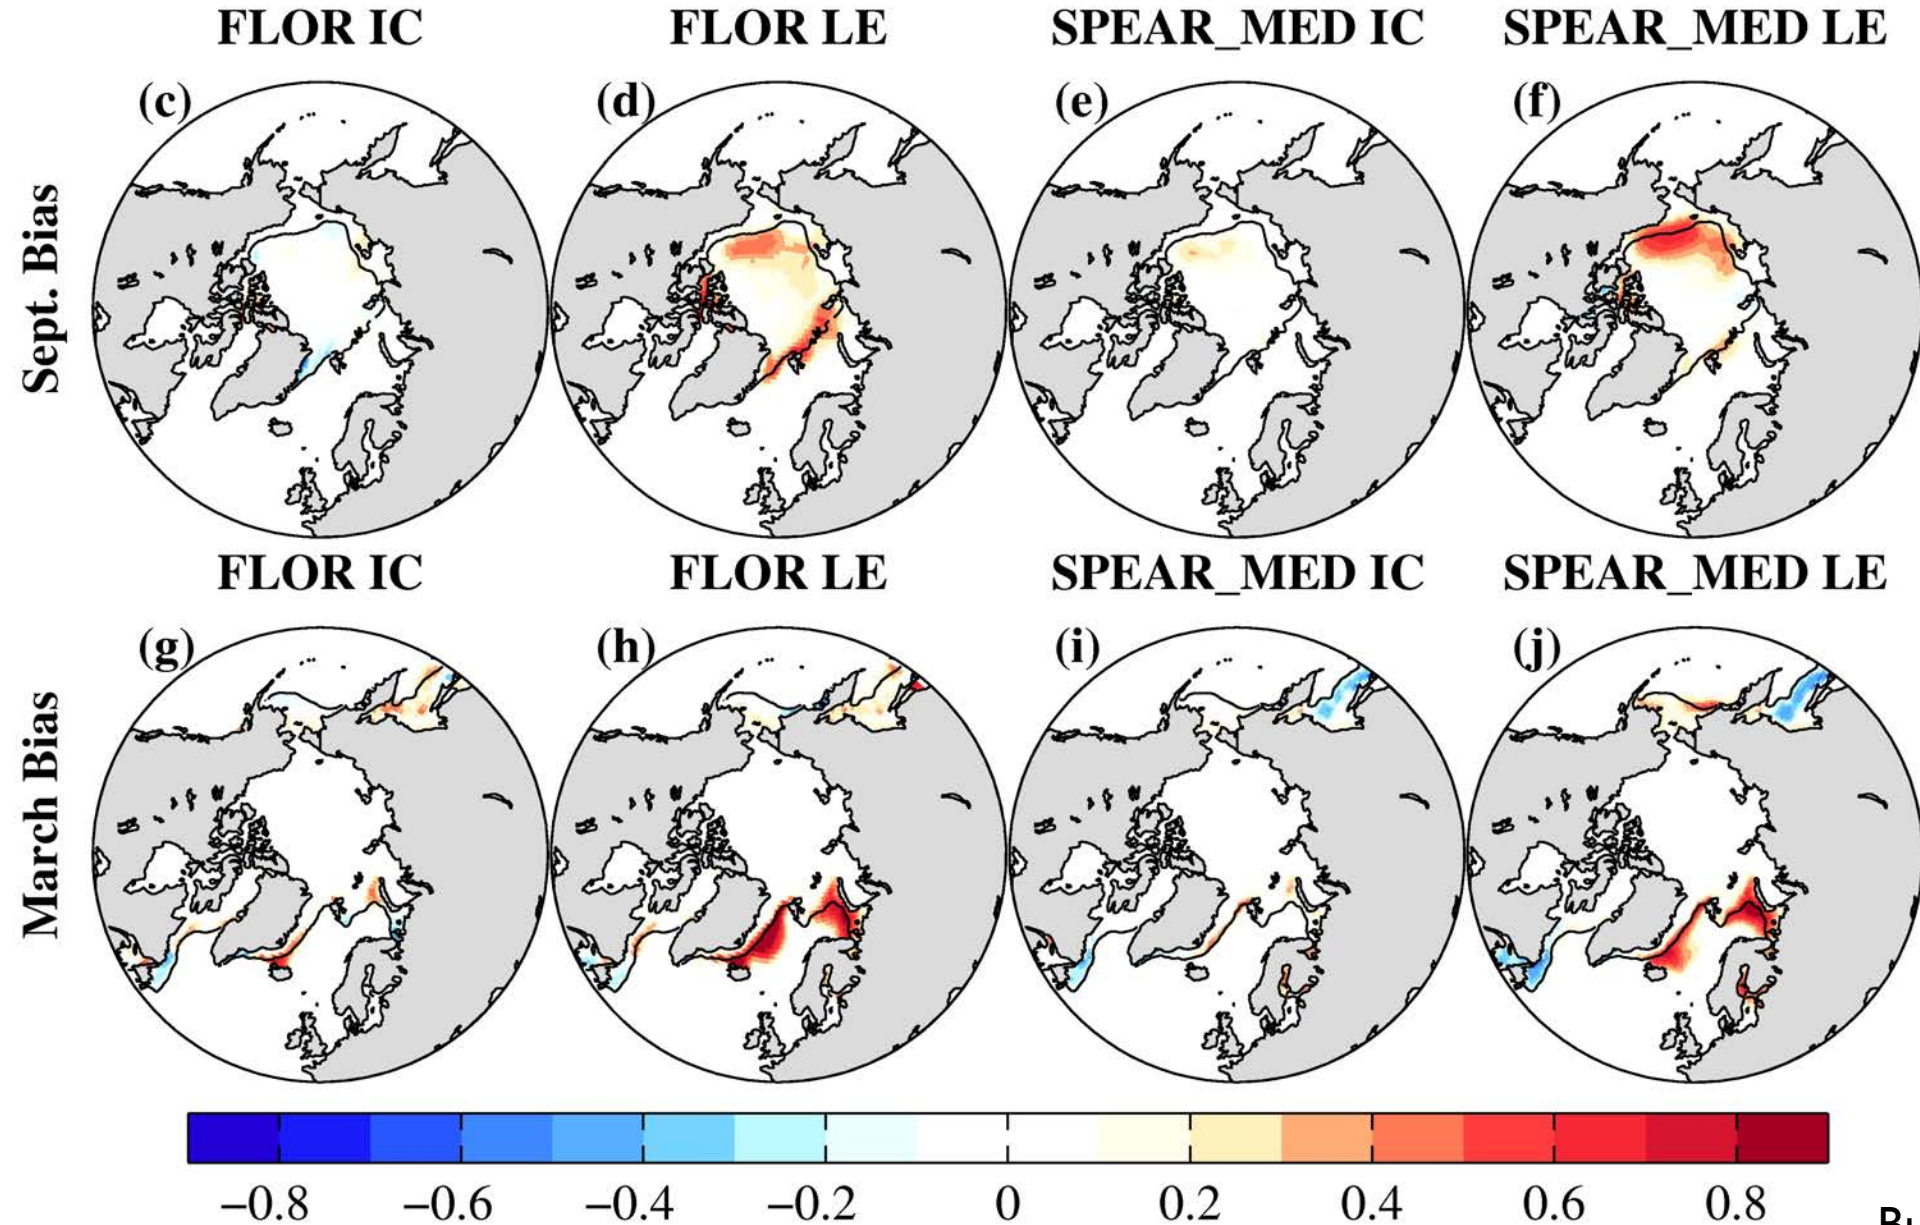 FLOR IC FLOR LE SPEAR_MED IC SPEAR_MED LE
(c) (d) (e) (f)
Sept. Bias
FLOR IC FLOR LE SPEAR_MED IC SPEAR_MED LE
(g) (h) (i) (j)
March Bias
−0.8 −0.6 −0.4 −0.2 0 0.2 0.4 0.6 0.8